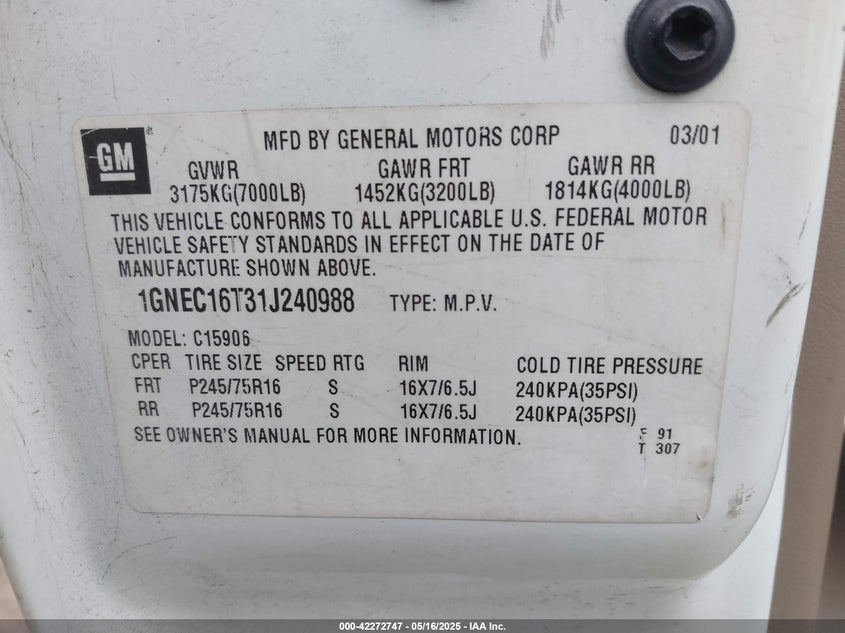 GM
MFD BY GENERAL MOTORS CORP 03/01
GVWR GAWR FRT GAWR RR
3175KG(7000LB) 1452KG(3200LB) 1814KG(4000LB)
THIS VEHICLE CONFORMS TO ALL APPLICABLE U.S. FEDERAL MOTOR
VEHICLE SAFETY STANDARDS IN EFFECT ON THE DATE OF
MANUFACTURE SHOWN ABOVE.
1GNEC16T31J240988 TYPE: M.P.V.
MODEL: C15906
CPER TIRE SIZE SPEED RTG RIM COLD TIRE PRESSURE
FRT P245/75R16 S 16X7/6.5J 240KPA(35PSI)
RR P245/75R16 S 16X7/6.5J 240KPA(35PSI)
SEE OWNER'S MANUAL FOR MORE INFORMATION.
91
T 307
000-42272747 - 05/16/2025 - IAA Inc.